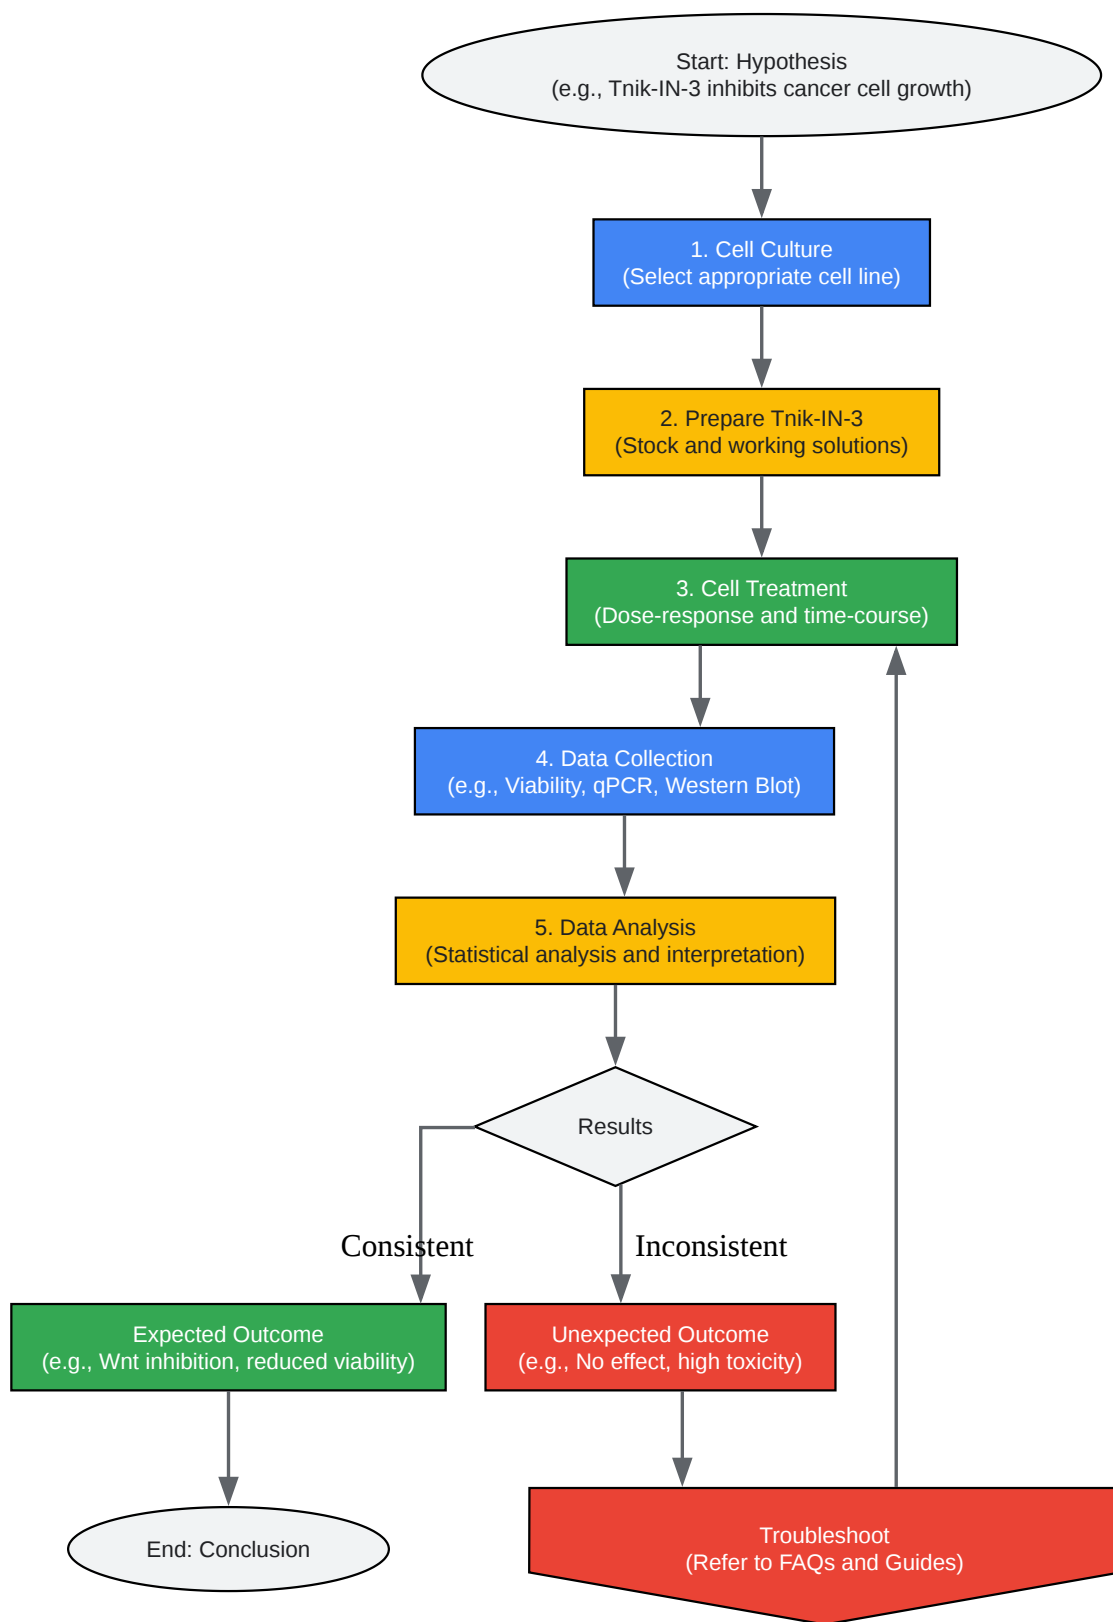 Start: Hypothesis
(e.g., Tnik-IN-3 inhibits cancer cell growth)
1. Cell Culture
(Select appropriate cell line)
2. Prepare Tnik-IN-3
(Stock and working solutions)
3. Cell Treatment
(Dose-response and time-course)
4. Data Collection
(e.g., Viability, qPCR, Western Blot)
5. Data Analysis
(Statistical analysis and interpretation)
Results
Consistent
Inconsistent
Expected Outcome
(e.g., Wnt inhibition, reduced viability)
Unexpected Outcome
(e.g., No effect, high toxicity)
End: Conclusion
Troubleshoot
(Refer to FAQs and Guides)